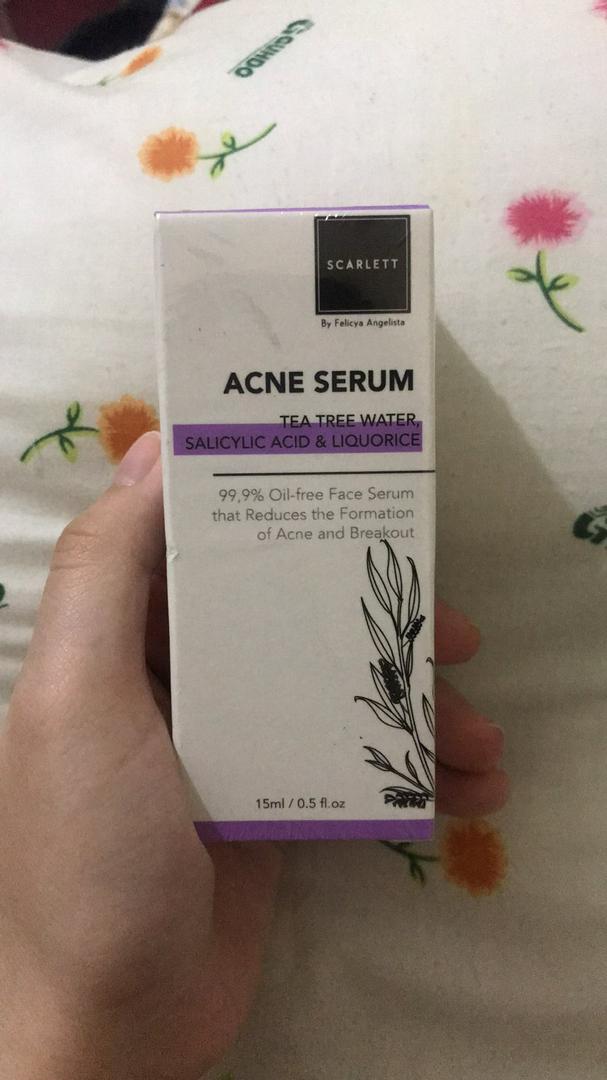 GUHDO
SCARLETT
By Felicya Angelista
ACNE SERUM
TEA TREE WATER,
SALICYLIC ACID & LIQUORICE
99,9% Oil-free Face Serum
that Reduces the Formation
of Acne and Breakout
15ml / 0.5 fl.oz